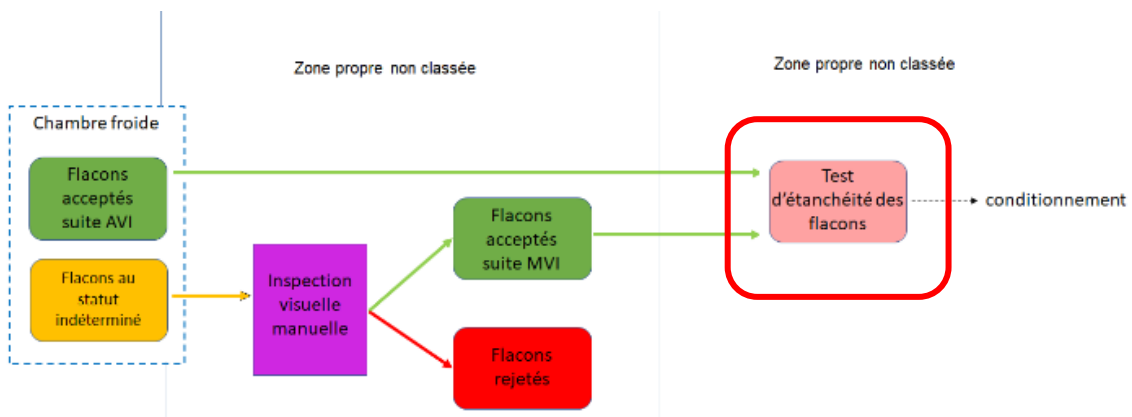 Zone propre non classée
Zone propre non classée
Chambre froide
Flacons
acceptés
suite AVI
Flacons au
statut
indéterminé
Inspection
visuelle
manuelle
Flacons
acceptés
suite MVI
Flacons
rejetés
Test
d'étanchéité des
flacons
conditionnement